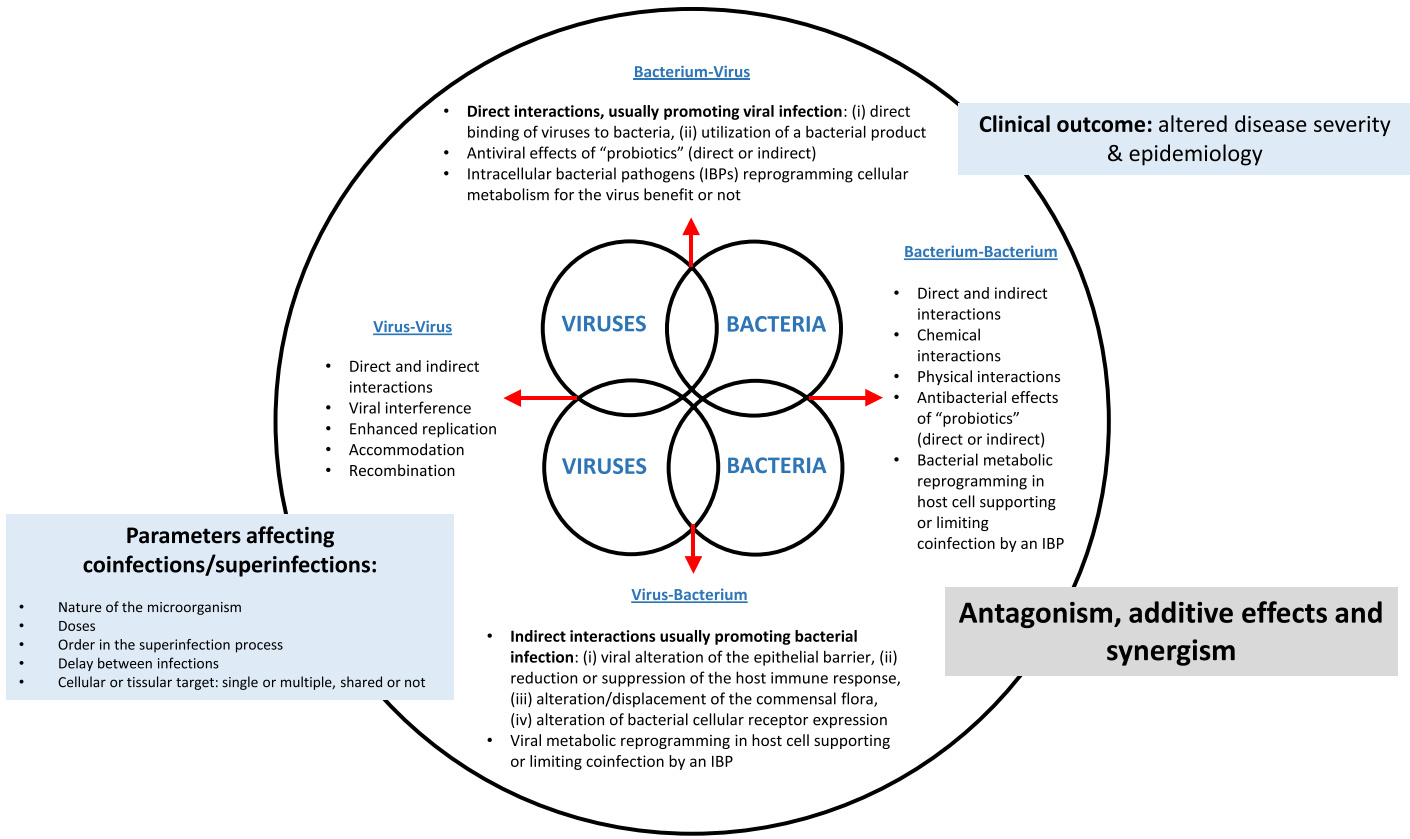 Bacterium-Virus
• Direct interactions, usually promoting viral infection: (i) direct
binding of viruses to bacteria, (ii) utilization of a bacterial product
• Antiviral effects of “probiotics” (direct or indirect)
• Intracellular bacterial pathogens (IBPs) reprogramming cellular
metabolism for the virus benefit or not
Clinical outcome: altered disease severity
& epidemiology
Bacterium-Bacterium
• Direct and indirect
interactions
• Chemical
interactions
• Physical interactions
• Antibacterial effects
of “probiotics”
(direct or indirect)
• Bacterial metabolic
reprogramming in
host cell supporting
or limiting
coinfection by an IBP
VIRUSES
BACTERIA
VIRUSES
BACTERIA
Virus-Virus
• Direct and indirect
interactions
• Viral interference
• Enhanced replication
• Accommodation
• Recombination
Parameters affecting
coinfections/superinfections:
• Nature of the microorganism
• Doses
• Order in the superinfection process
• Delay between infections
• Cellular or tissular target: single or multiple, shared or not
Virus-Bacterium
• Indirect interactions usually promoting bacterial
infection: (i) viral alteration of the epithelial barrier, (ii)
reduction or suppression of the host immune response,
(iii) alteration/displacement of the commensal flora,
(iv) alteration of bacterial cellular receptor expression
• Viral metabolic reprogramming in host cell supporting
or limiting coinfection by an IBP
Antagonism, additive effects and
synergism